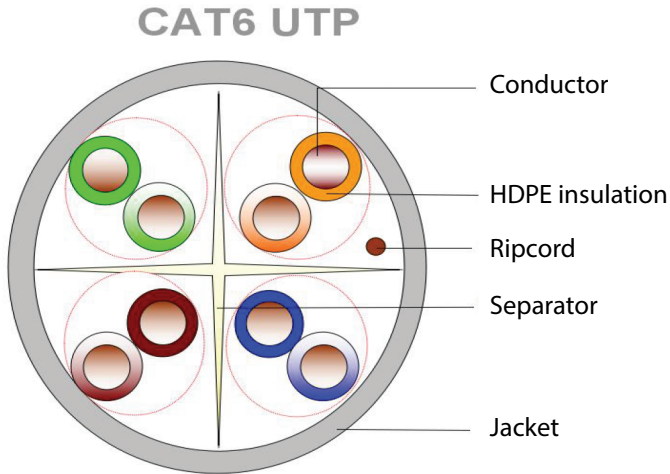 CAT6 UTP
Conductor
HDPE insulation
Ripcord
Separator
Jacket